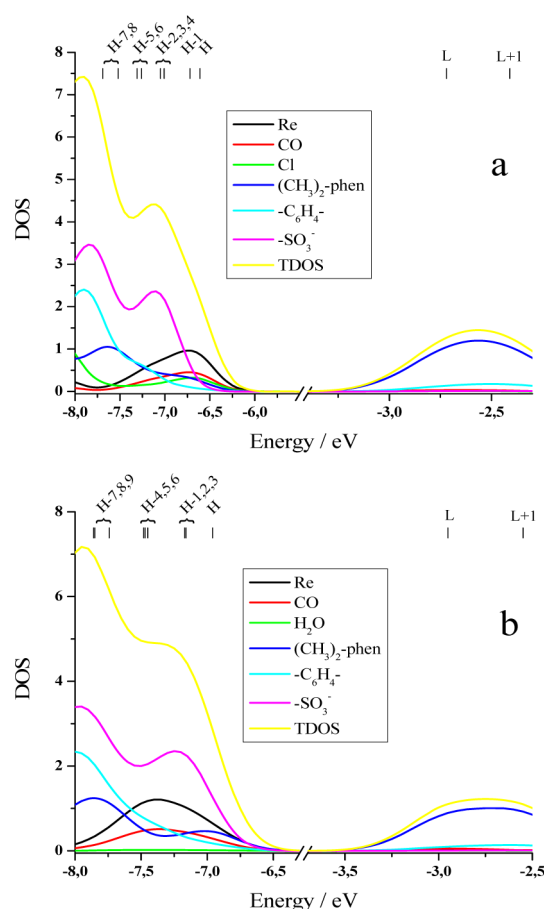 H-7,8 H-5,6 H-2,3,4 H-1 H L L+1
8
7
6
5
4
3
2
1
0
DOS
Re
CO
Cl
(CH₃)₂-phen
-C₆H₄-
-SO₃⁻
TDOS
a
-8,0 -7,5 -7,0 -6,5 -6,0 -3,0 -2,5
Energy / eV
H-7,8,9 H-4,5,6 H-1,2,3 H L L+1
8
6
4
2
0
DOS
Re
CO
H₂O
(CH₃)₂-phen
-C₆H₄-
-SO₃⁻
TDOS
b
-8,0 -7,5 -7,0 -6,5 -3,5 -3,0 -2,5
Energy / eV